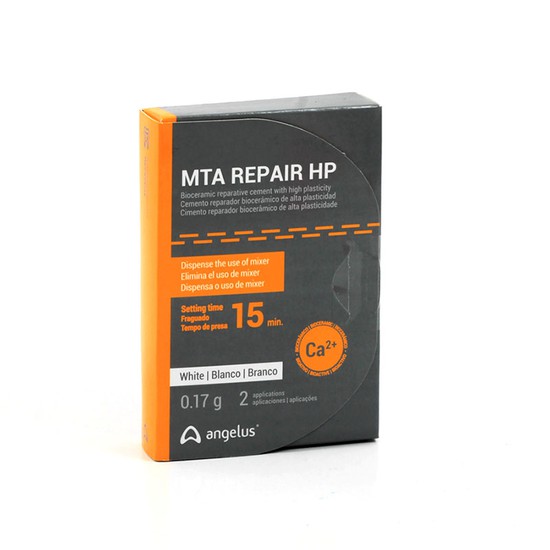 MTA REPAIR HP
Bioceramic reparative cement with high plasticity
Cemento reparador biocerámico de alta plasticidad
Cimento reparador biocerâmico de alta plasticidade
Dispense the use of mixer
Elimina el uso de mixer
Dispensa o uso de mixer
Setting time
Fraguado
Tempo de presa
15 min.
Ca2+
White | Blanco | Branco
0.17 g
2 applications
aplicaciones | aplicações
angelus®